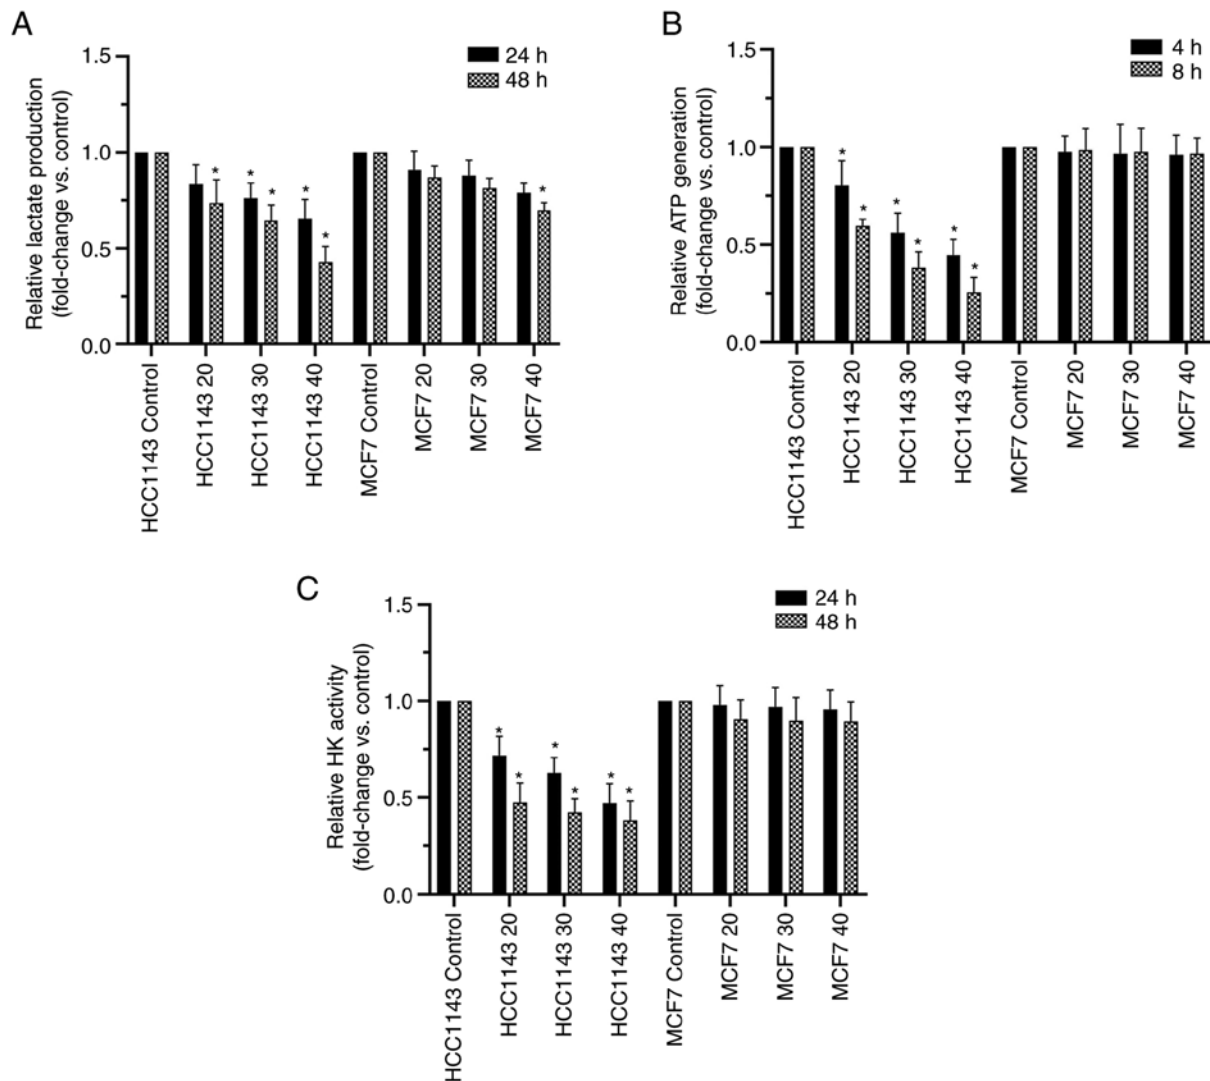 A
Relative lactate production
(fold-change vs. control)
1.5
1.0
0.5
0.0
24 h
48 h
*
*
*
*
*
*
HCC1143 Control
HCC1143 20
HCC1143 30
HCC1143 40
MCF7 Control
MCF7 20
MCF7 30
MCF7 40
B
Relative ATP generation
(fold-change vs. control)
1.5
1.0
0.5
0.0
4 h
8 h
*
*
*
*
*
*
HCC1143 Control
HCC1143 20
HCC1143 30
HCC1143 40
MCF7 Control
MCF7 20
MCF7 30
MCF7 40
C
Relative HK activity
(fold-change vs. control)
1.5
1.0
0.5
0.0
24 h
48 h
*
*
*
*
*
*
HCC1143 Control
HCC1143 20
HCC1143 30
HCC1143 40
MCF7 Control
MCF7 20
MCF7 30
MCF7 40